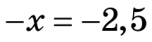 −x = −2,5